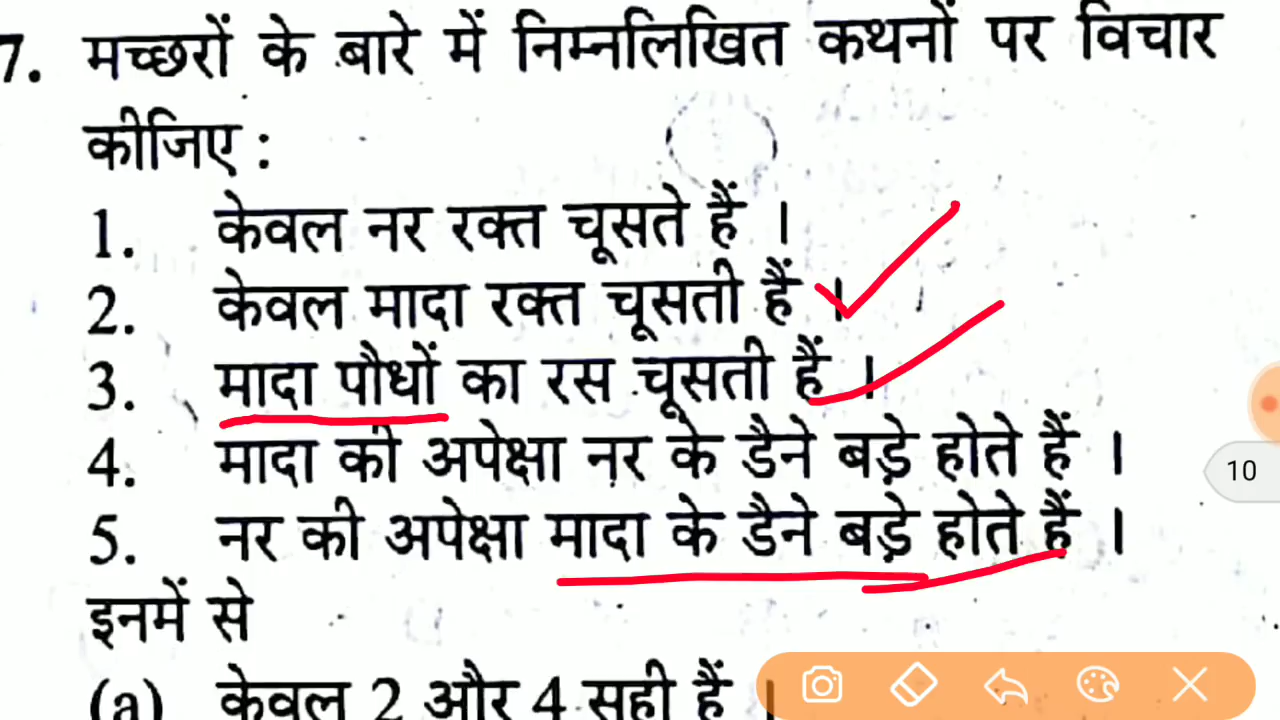 7. मच्छरों के बारे में निम्नलिखित कथनों पर विचार
कीजिए :
1. केवल नर रक्त चूसते हैं ।
2. केवल मादा रक्त चूसती हैं ।
3. मादा पौधों का रस चूसती हैं ।
4. मादा की अपेक्षा नर के डैने बड़े होते हैं ।
5. नर की अपेक्षा मादा के डैने बड़े होते हैं ।
10
इनमें से
(a) केवल 2 और 4 सही हैं ।